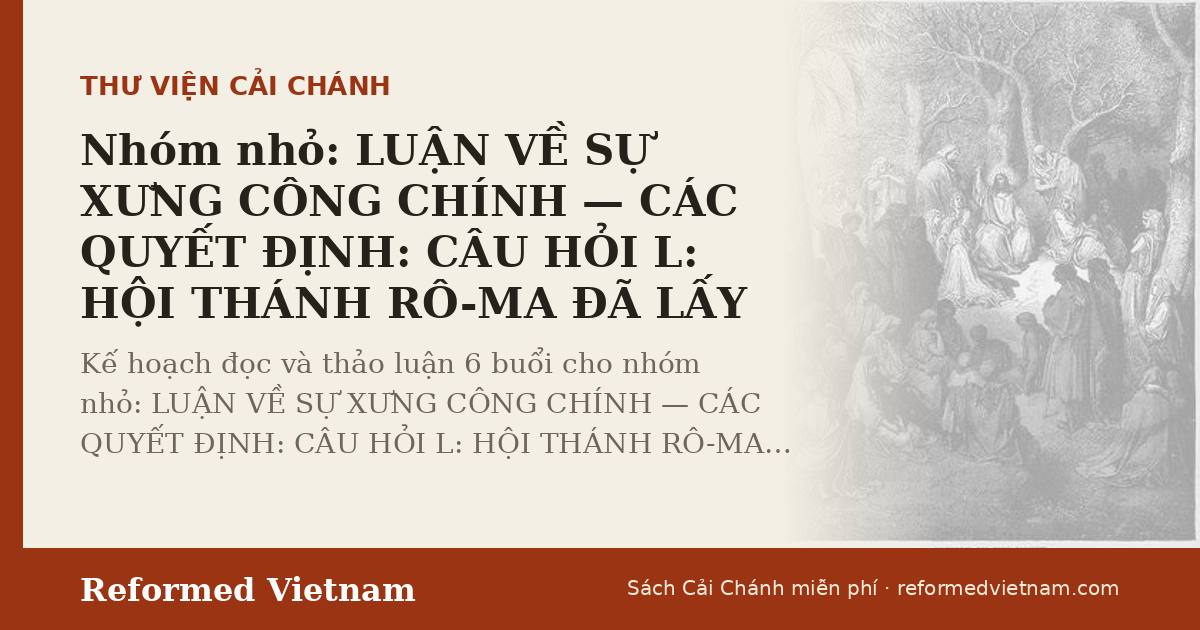 THƯ VIỆN CẢI CHÁNH
Nhóm nhỏ: LUẬN VỀ SỰ
XƯNG CÔNG CHÍNH — CÁC
QUYẾT ĐỊNH: CÂU HỎI L:
HỘI THÁNH RÔ-MA ĐÃ LẤY
Kế hoạch đọc và thảo luận 6 buổi cho nhóm
nhỏ: LUẬN VỀ SỰ XƯNG CÔNG CHÍNH — CÁC
QUYẾT ĐỊNH: CÂU HỎI L: HỘI THÁNH RÔ-MA...
Reformed Vietnam
Sách Cải Chánh miễn phí · reformedvietnam.com